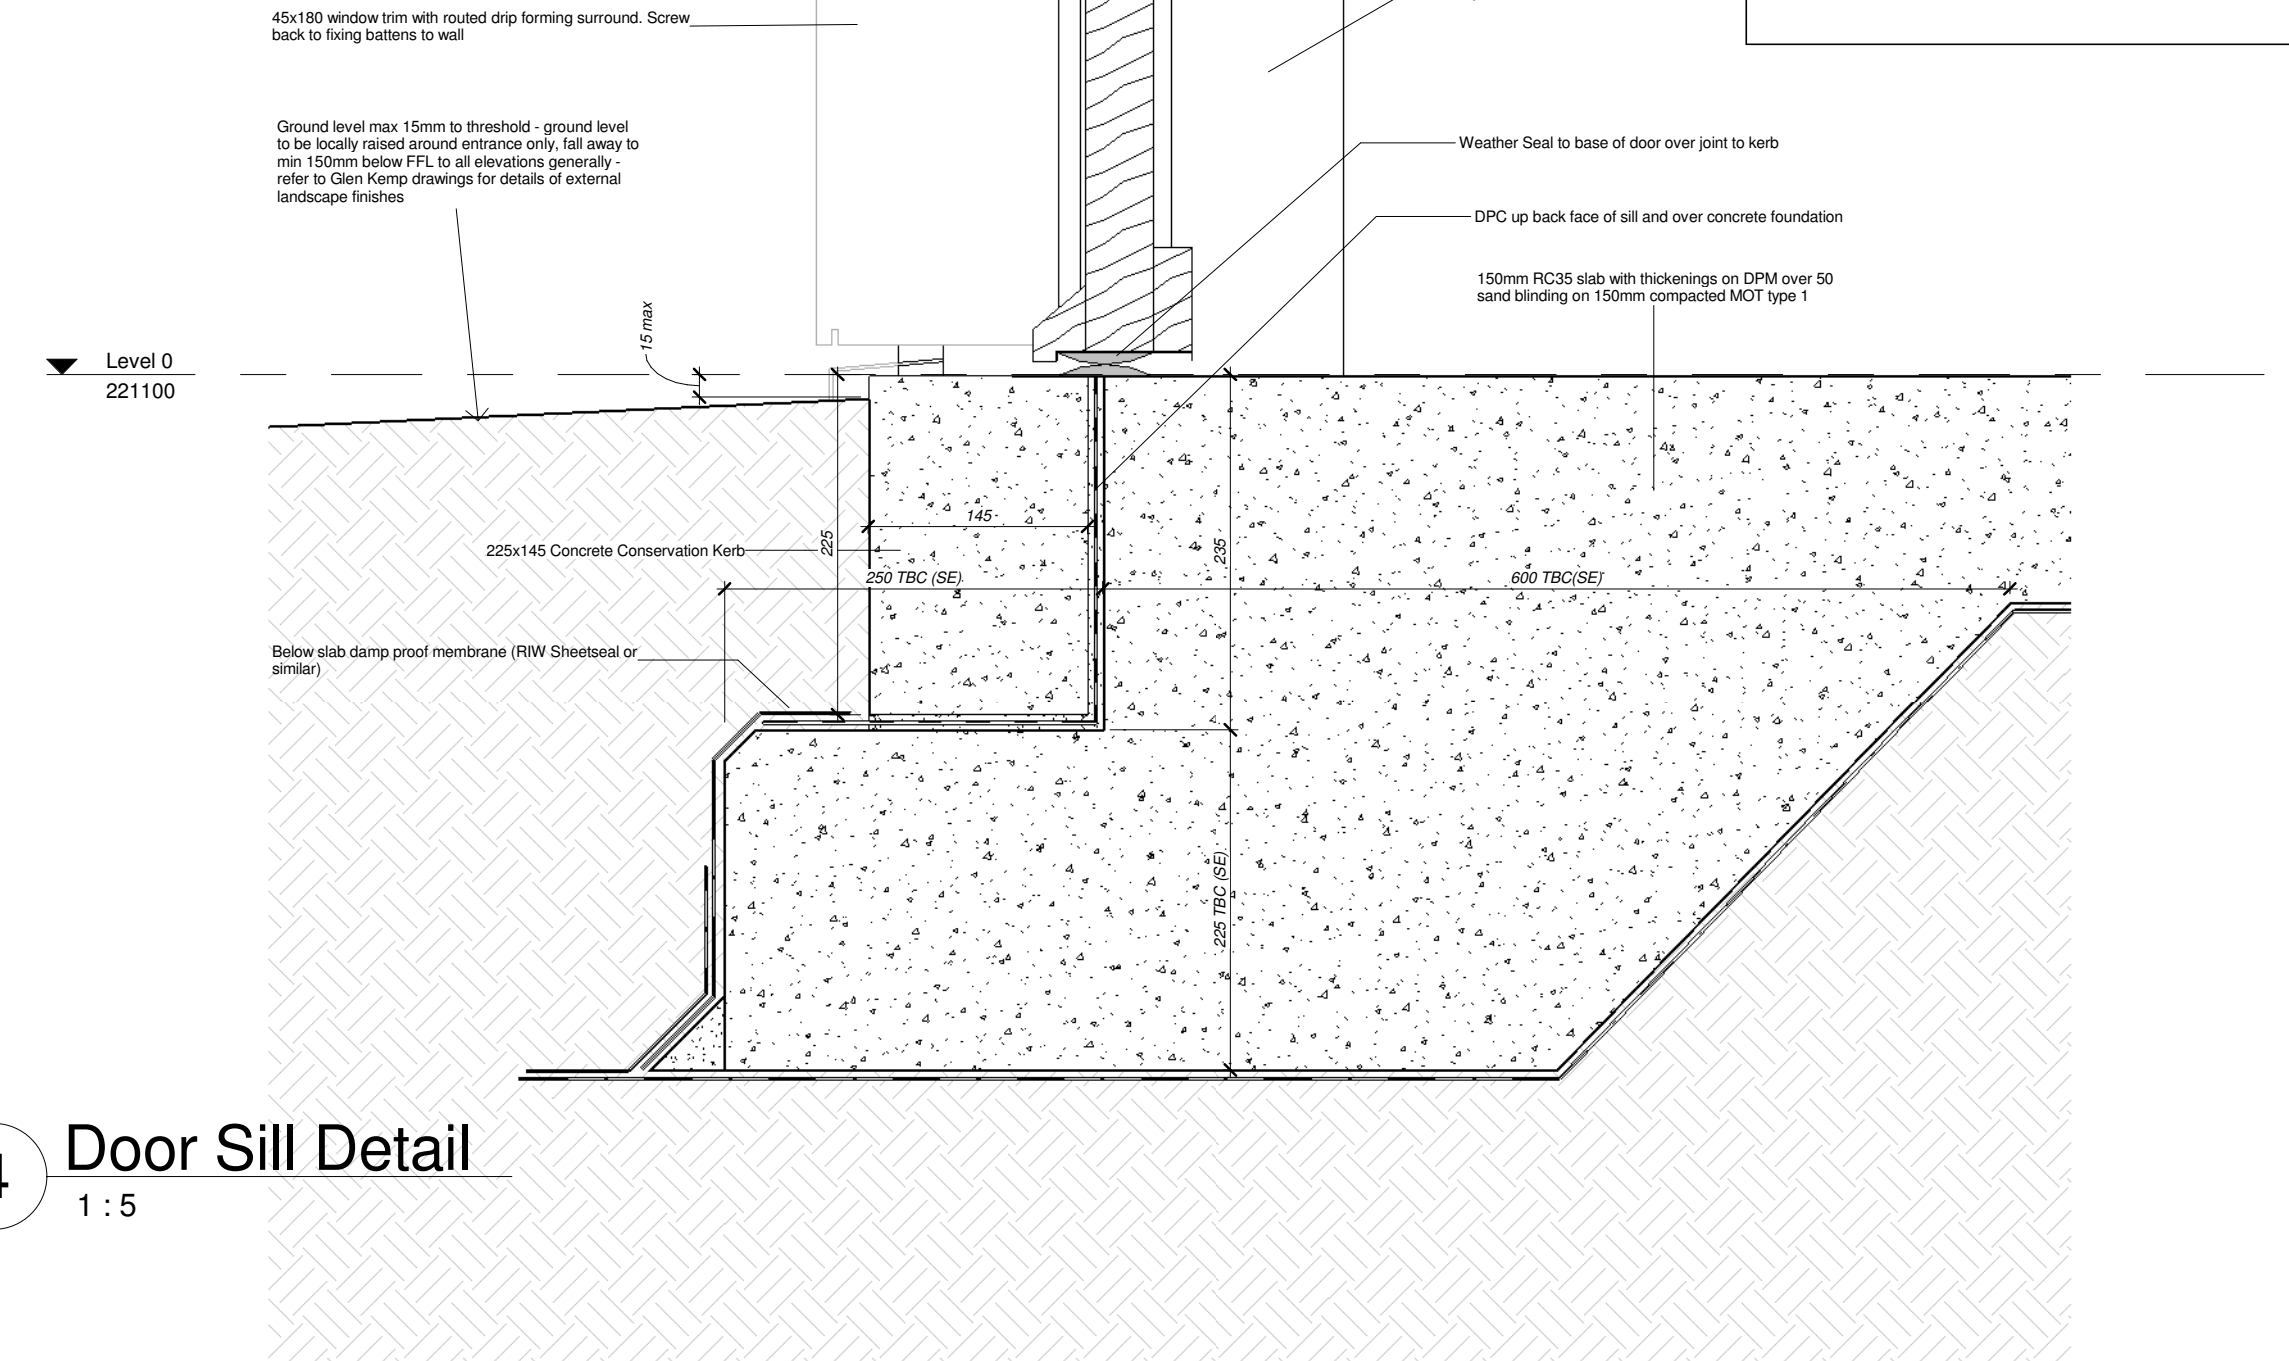 45x180 window trim with routed drip forming surround. Screw
back to fixing battens to wall
Ground level max 15mm to threshold - ground level
to be locally raised around entrance only, fall away to
min 150mm below FFL to all elevations generally -
refer to Glen Kemp drawings for details of external
landscape finishes
Weather Seal to base of door over joint to kerb
DPC up back face of sill and over concrete foundation
150mm RC35 slab with thickenings on DPM over 50
sand blinding on 150mm compacted MOT type 1
15 max
Level 0
221100
145
225x145 Concrete Conservation Kerb
225
235
250 TBC (SE)
600 TBC(SE)
Below slab damp proof membrane (RIW Sheetseal or
similar)
225 TBC (SE)
4
Door Sill Detail
1 : 5